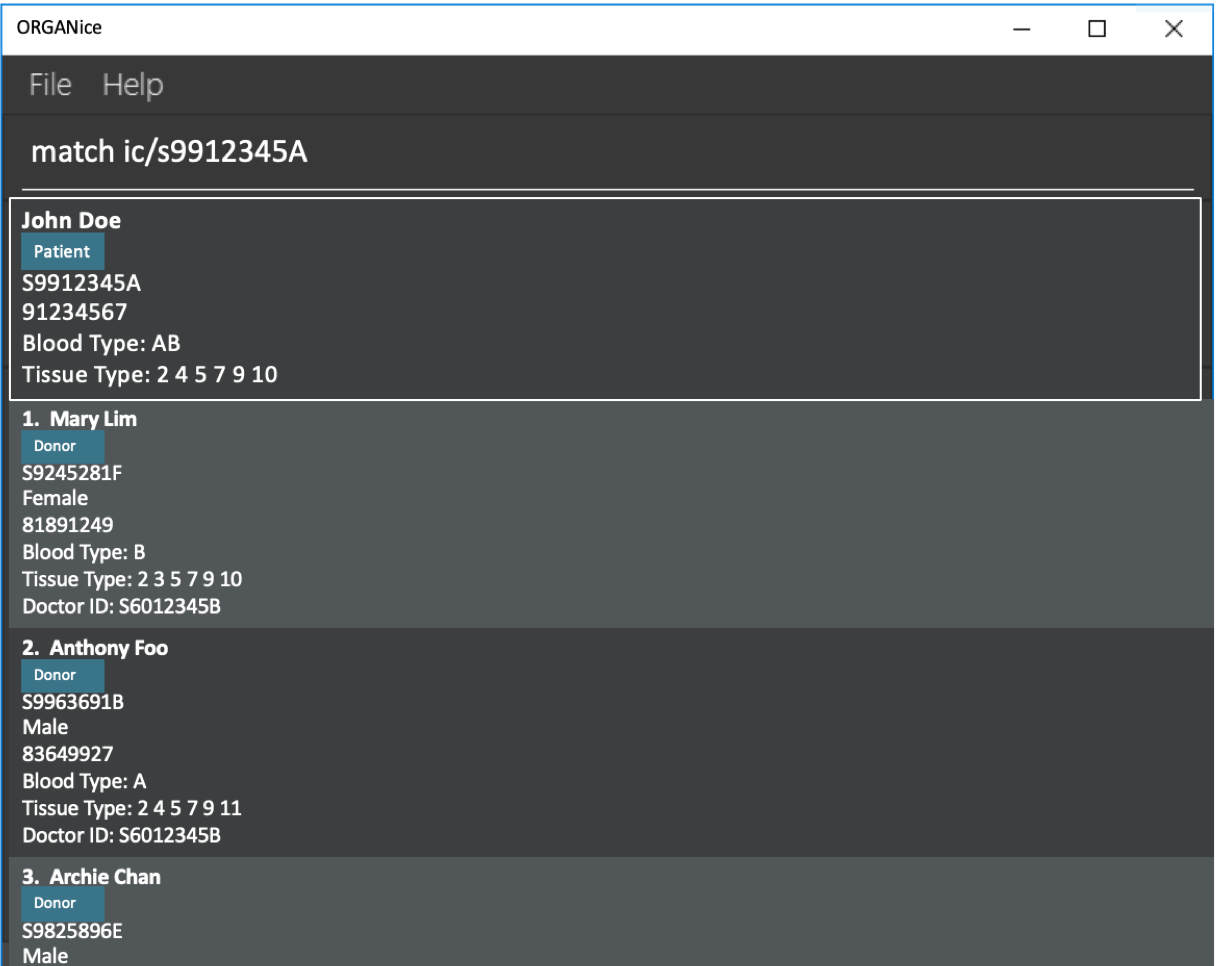 ORGANice
File Help
match ic/s9912345A
John Doe
Patient
S9912345A
91234567
Blood Type: AB
Tissue Type: 2 4 5 7 9 10
1. Mary Lim
Donor
S9245281F
Female
81891249
Blood Type: B
Tissue Type: 2 3 5 7 9 10
Doctor ID: S6012345B
2. Anthony Foo
Donor
S9963691B
Male
83649927
Blood Type: A
Tissue Type: 2 4 5 7 9 11
Doctor ID: S6012345B
3. Archie Chan
Donor
S9825896E
Male